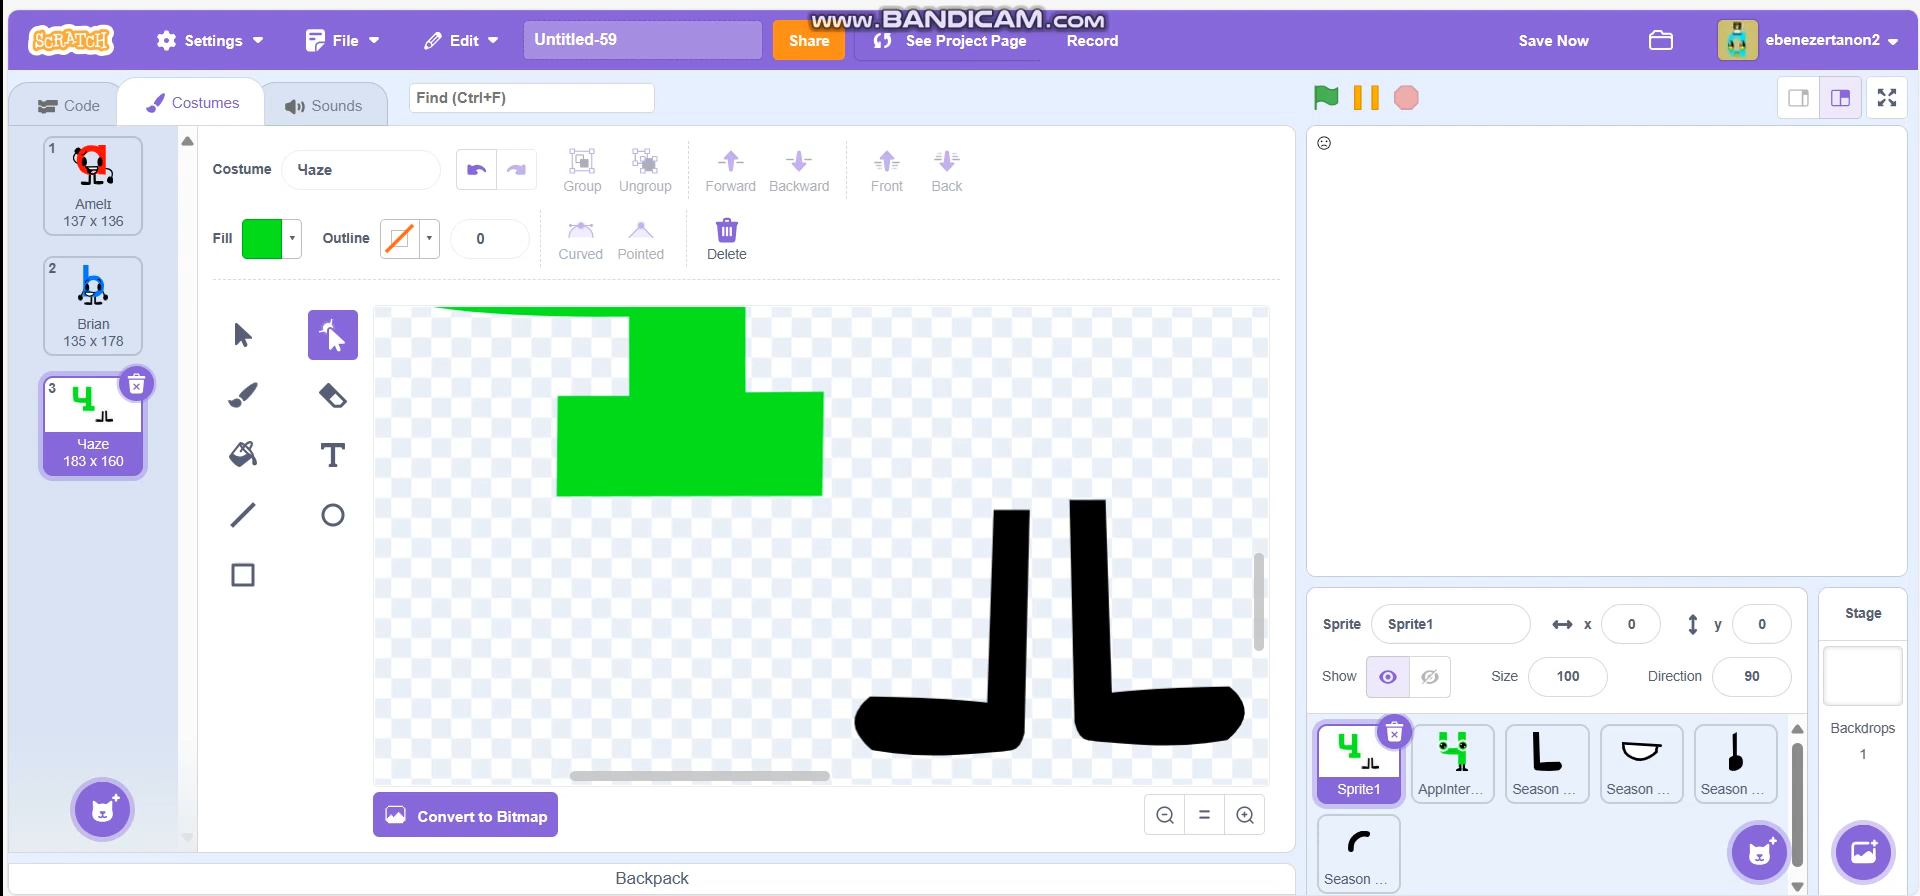 www.BANDICAM.com
SCRATCH
Settings
File
Edit
Untitled-59
Share
See Project Page
Record
Save Now
ebenezertanon2
Code
Costumes
Sounds
Find (Ctrl+F)
Costume
Чaze
Group
Ungroup
Forward
Backward
Front
Back
Fill
Outline
0
Curved
Pointed
Delete
1
Amelɪ
137 x 136
2
Brian
135 x 178
3
Чaze
183 x 160
Convert to Bitmap
Backpack
Sprite
Sprite1
x
0
y
0
Show
Size
100
Direction
90
Stage
Backdrops
1
Sprite1
AppInter...
Season ...
Season ...
Season ...
Season ...